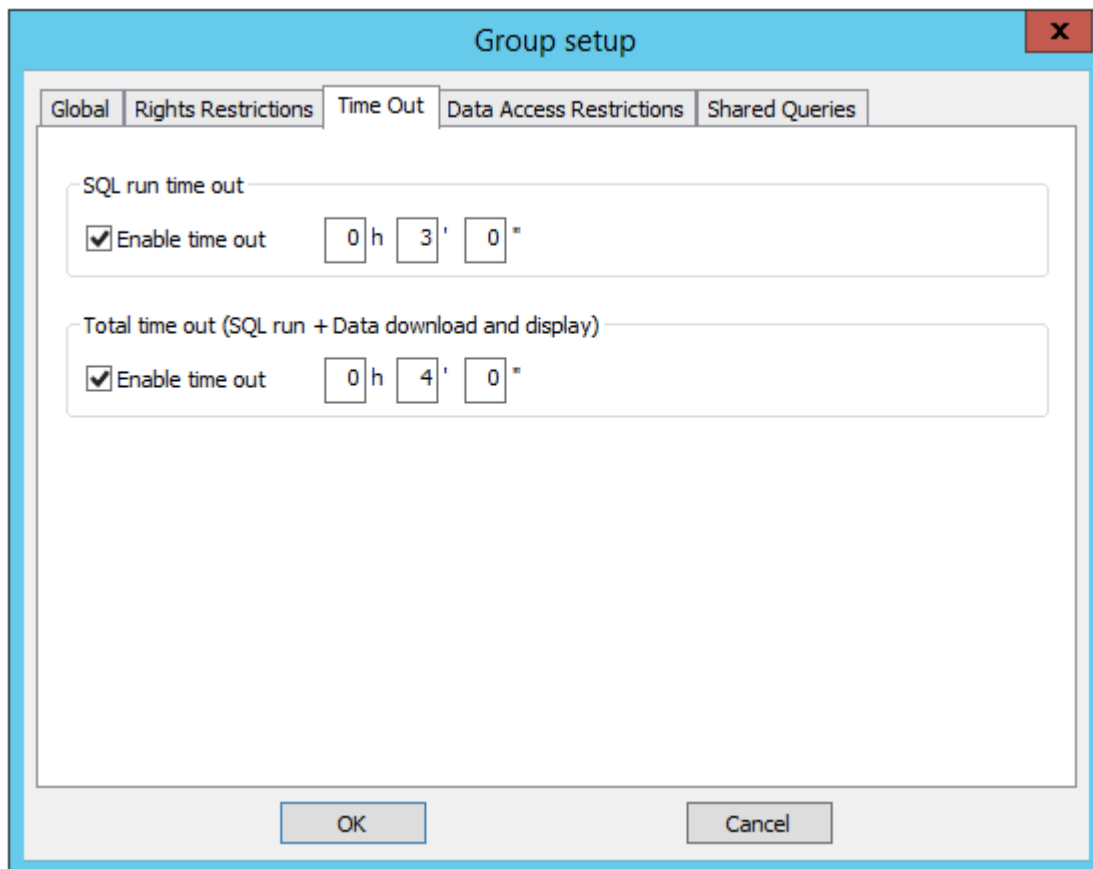 Group setup
x
Global Rights Restrictions Time Out Data Access Restrictions Shared Queries
SQL run time out
Enable time out 0 h 3 ' 0 "
Total time out (SQL run + Data download and display)
Enable time out 0 h 4 ' 0 "
OK Cancel